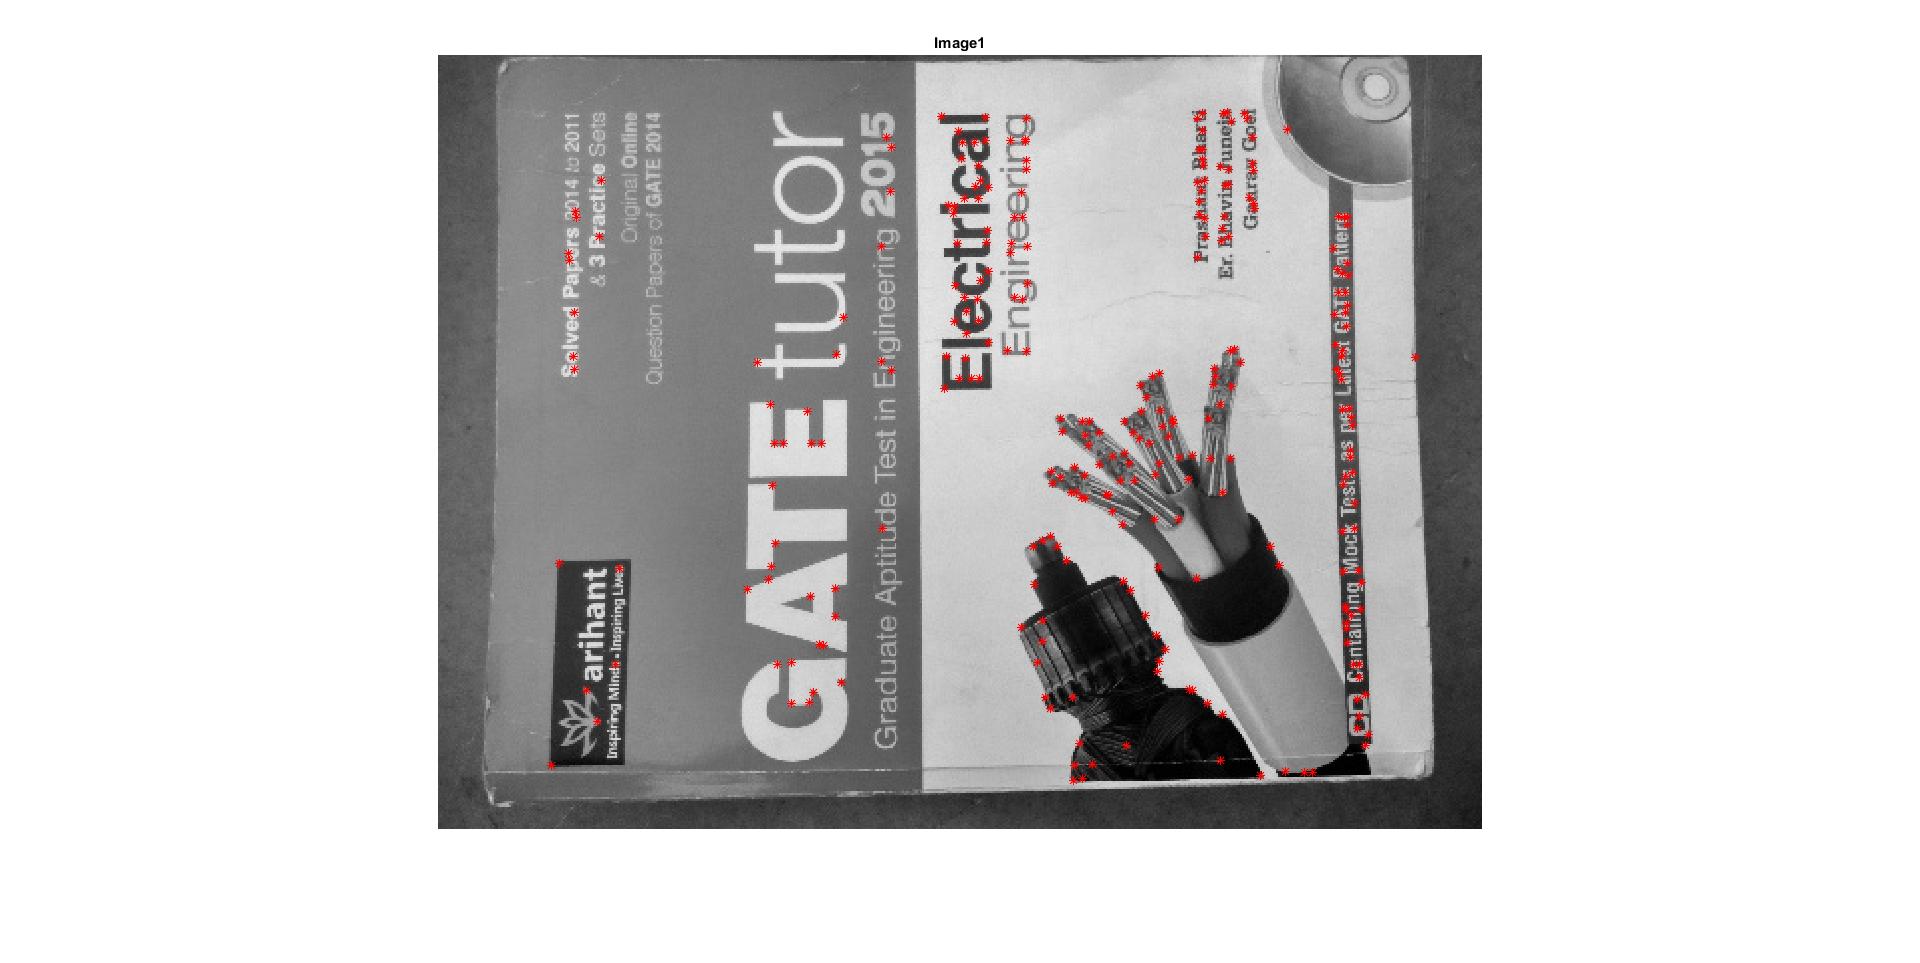 Image1
Solved Papers 2014 to 2011
& 3 Practice Sets
Original Online
Question Papers of GATE 2014
GATE tutor
Graduate Aptitude Test in Engineering 2015
Electrical
Engineering
Prashant Bharti
Er. Bhavin Juneja
Gaurav Goel
CD Containing Mock Tests as per Latest GATE Pattern
arihant
Inspiring Minds • Inspiring Lives